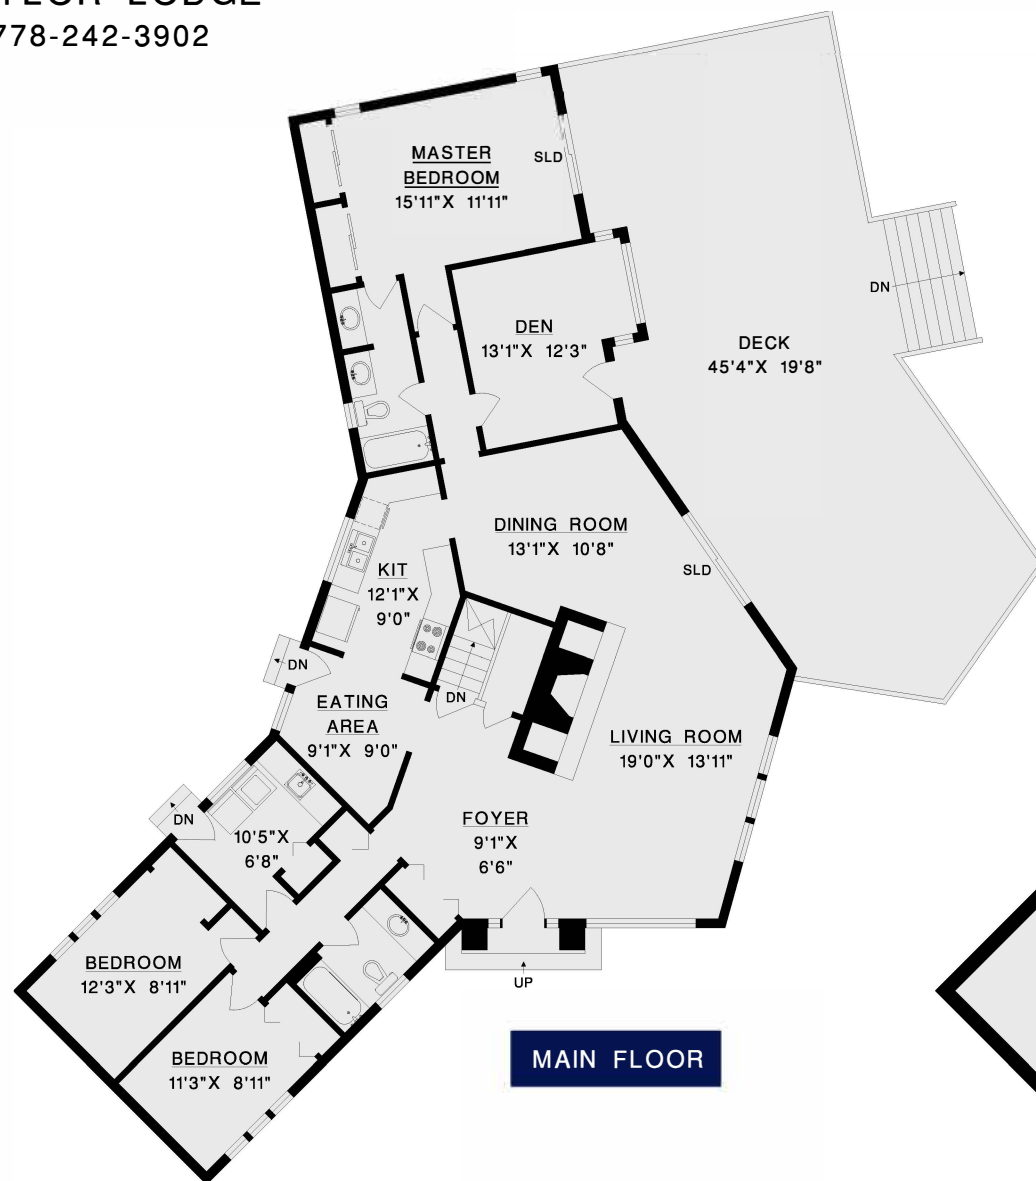 LODGE
778-242-3902
MASTER
BEDROOM
15'11"X 11'11"
SLD
DEN
13'1"X 12'3"
DECK
45'4"X 19'8"
DN
DINING ROOM
13'1"X 10'8"
SLD
KIT
12'1"X
9'0"
DN
DN
EATING
AREA
9'1"X 9'0"
LIVING ROOM
19'0"X 13'11"
FOYER
9'1"X
6'6"
DN
10'5"X
6'8"
BEDROOM
12'3"X 8'11"
UP
BEDROOM
11'3"X 8'11"
MAIN FLOOR